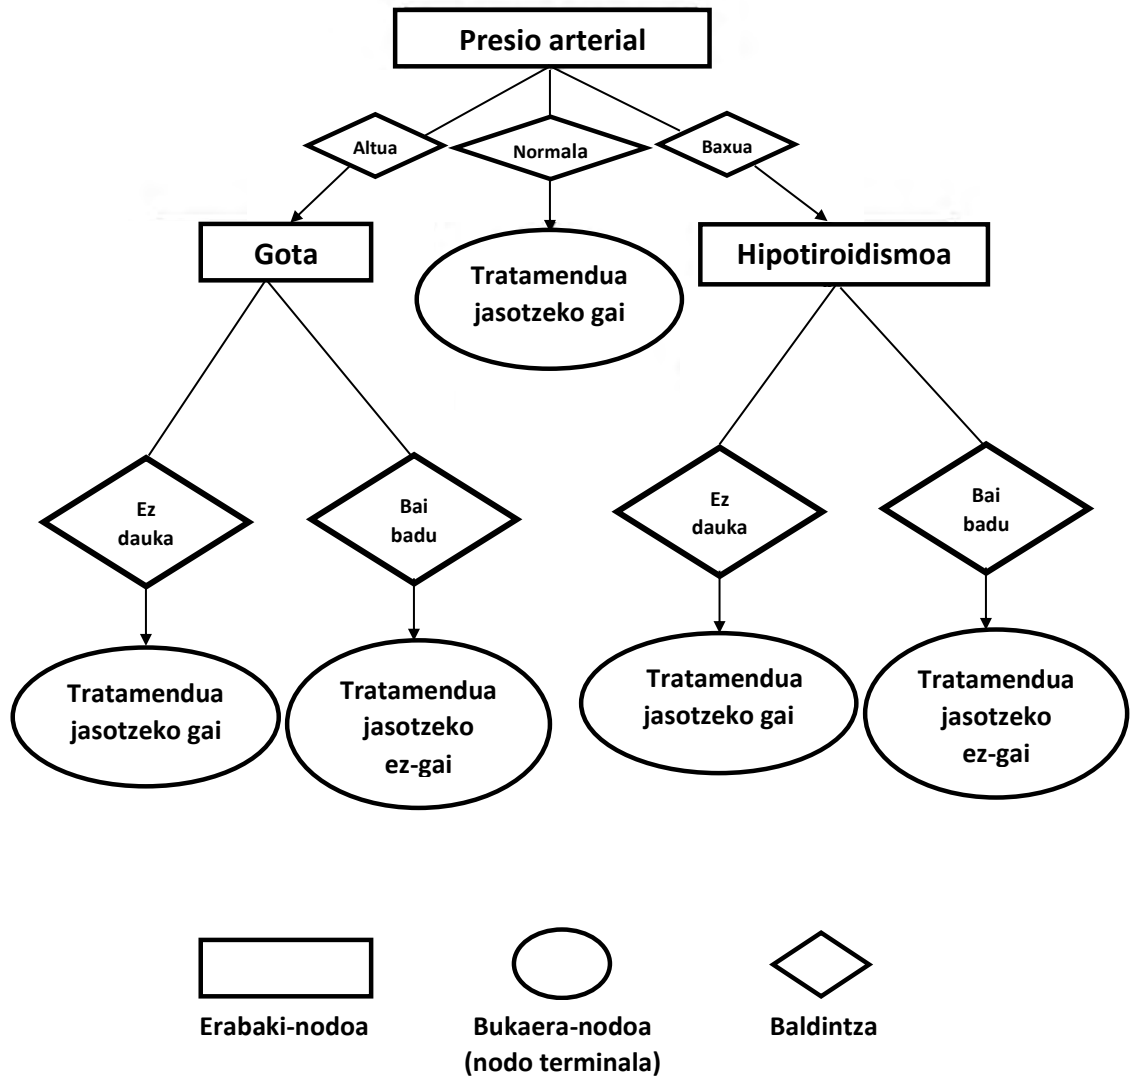 Presio arterial
Altua
Normala
Baxua
Gota
Tratamendua
jasotzeko gai
Hipotiroidismoa
Ez
dauka
Bai
badu
Ez
dauka
Bai
badu
Tratamendua
jasotzeko gai
Tratamendua
jasotzeko
ez-gai
Tratamendua
jasotzeko gai
Tratamendua
jasotzeko
ez-gai
Erabaki-nodoa
Bukaera-nodoa
(nodo terminala)
Baldintza